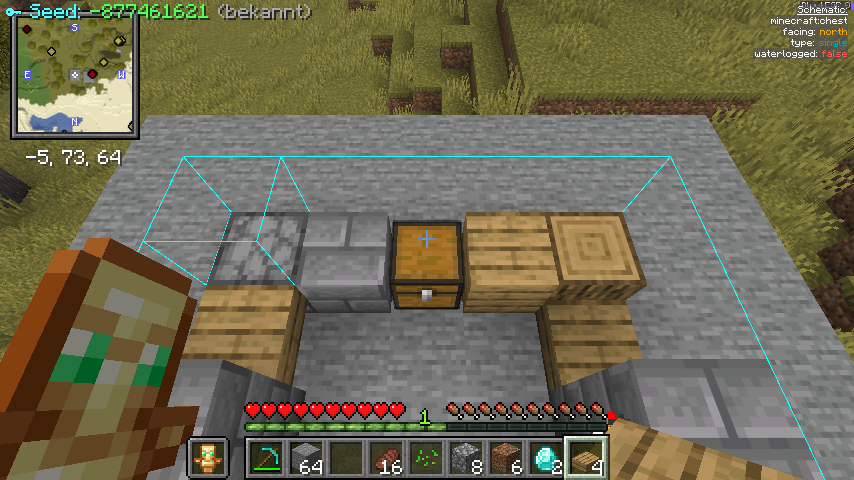 Seed: -877461621 (bekannt)
Schematic:
minecraft:chest
facing: north
type: single
waterlogged: false
S
E
W
N
-5, 73, 64
1
64
16
8
6
2
4